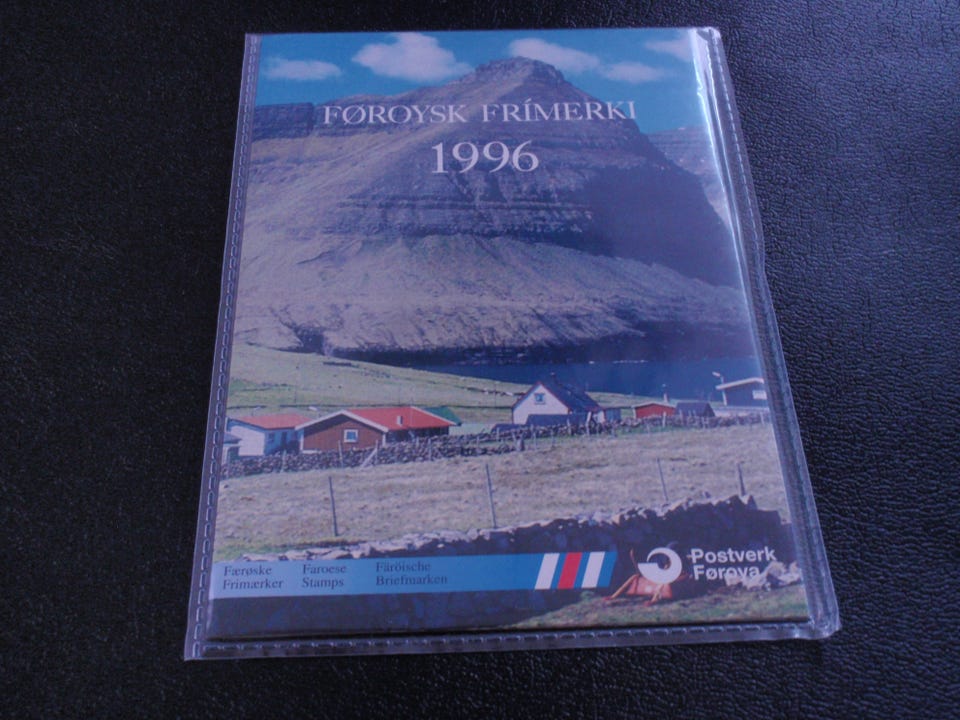 FØROYSK FRÍMERKI
1996
Færøske
Frimærker
Faroese
Stamps
Färöische
Briefmarken
Postverk
Føroya